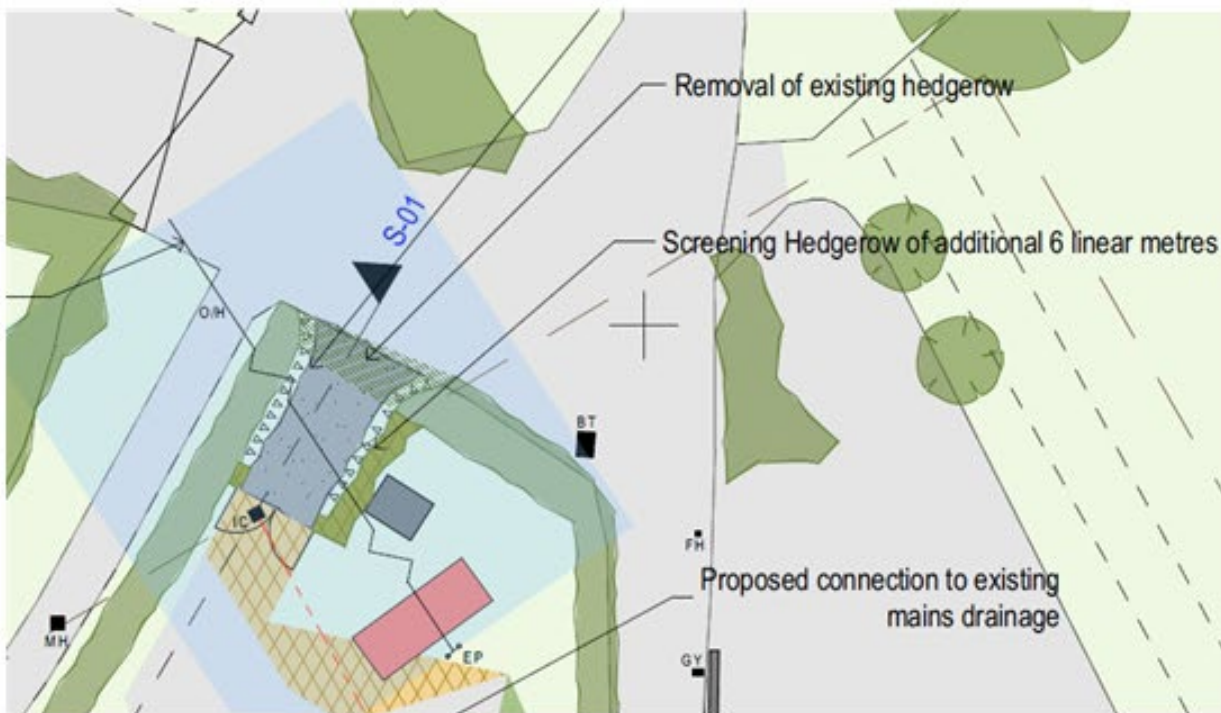 Removal of existing hedgerow
S-01
Screening Hedgerow of additional 6 linear metres
O/H
BT
IC
FH
Proposed connection to existing
mains drainage
MH
EP
GY